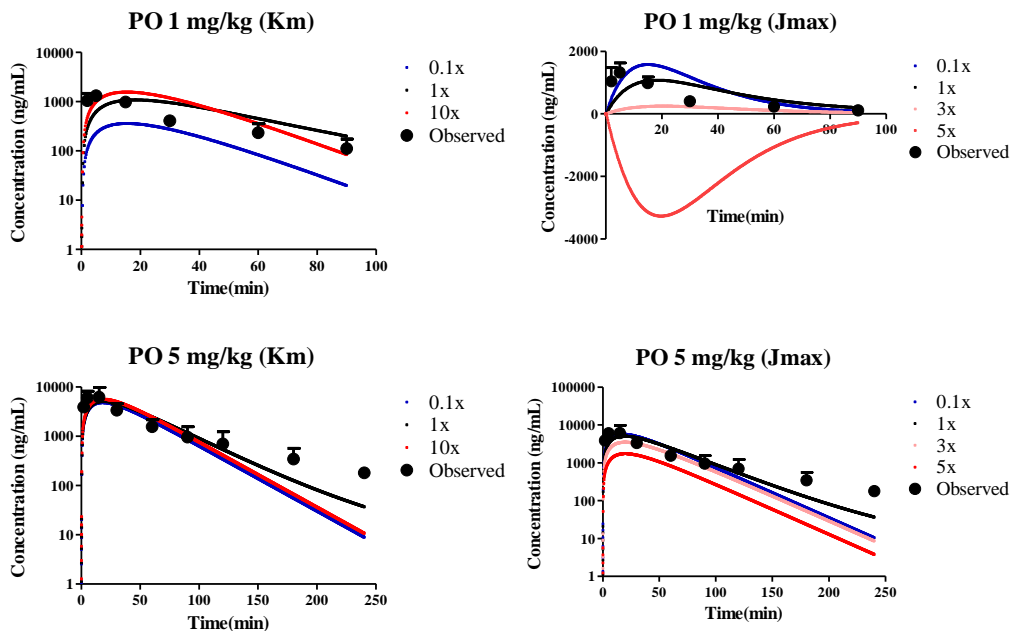 PO 1 mg/kg (Km)
Concentration (ng/mL)
10000
1000
100
10
1
0
20
40
60
80
100
Time(min)
0.1x
1x
10x
Observed
PO 1 mg/kg (Jmax)
Concentration (ng/mL)
2000
0
-2000
-4000
20
40
60
80
100
Time(min)
0.1x
1x
3x
5x
Observed
PO 5 mg/kg (Km)
Concentration (ng/mL)
10000
1000
100
10
1
0
50
100
150
200
250
Time(min)
0.1x
1x
10x
Observed
PO 5 mg/kg (Jmax)
Concentration (ng/mL)
100000
10000
1000
100
10
1
0
50
100
150
200
250
Time(min)
0.1x
1x
3x
5x
Observed